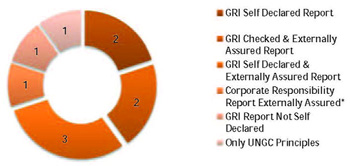 1
1
1
2
2
3
GRI Self Declared Report
GRI Checked & Externally
Assured Report
GRI Self Declared &
Externally Assured Report
Corporate Responsibility
Report Externally Assured*
GRI Report Not Self
Declared
Only UNGC Principles